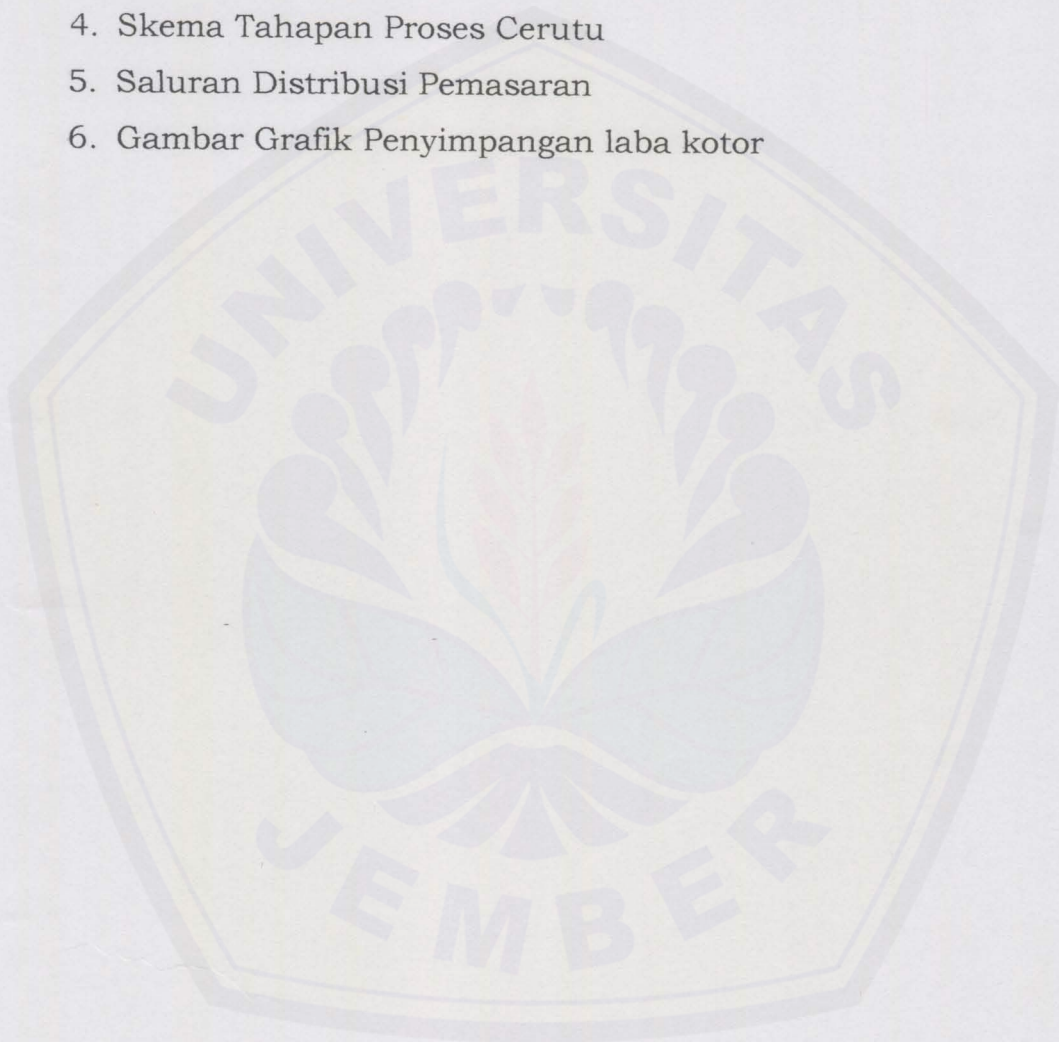 4. Skema Tahapan Proses Cerutu
5. Saluran Distribusi Pemasaran
6. Gambar Grafik Penyimpangan laba kotor
UNIVERSITAS
JEMBER